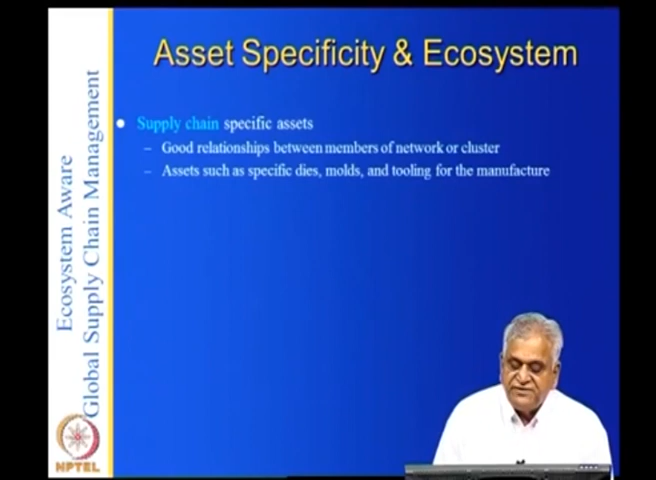 Asset Specificity & Ecosystem
Supply chain specific assets
– Good relationships between members of network or cluster
– Assets such as specific dies, molds, and tooling for the manufacture
Ecosystem Aware
Global Supply Chain Management
NPTEL